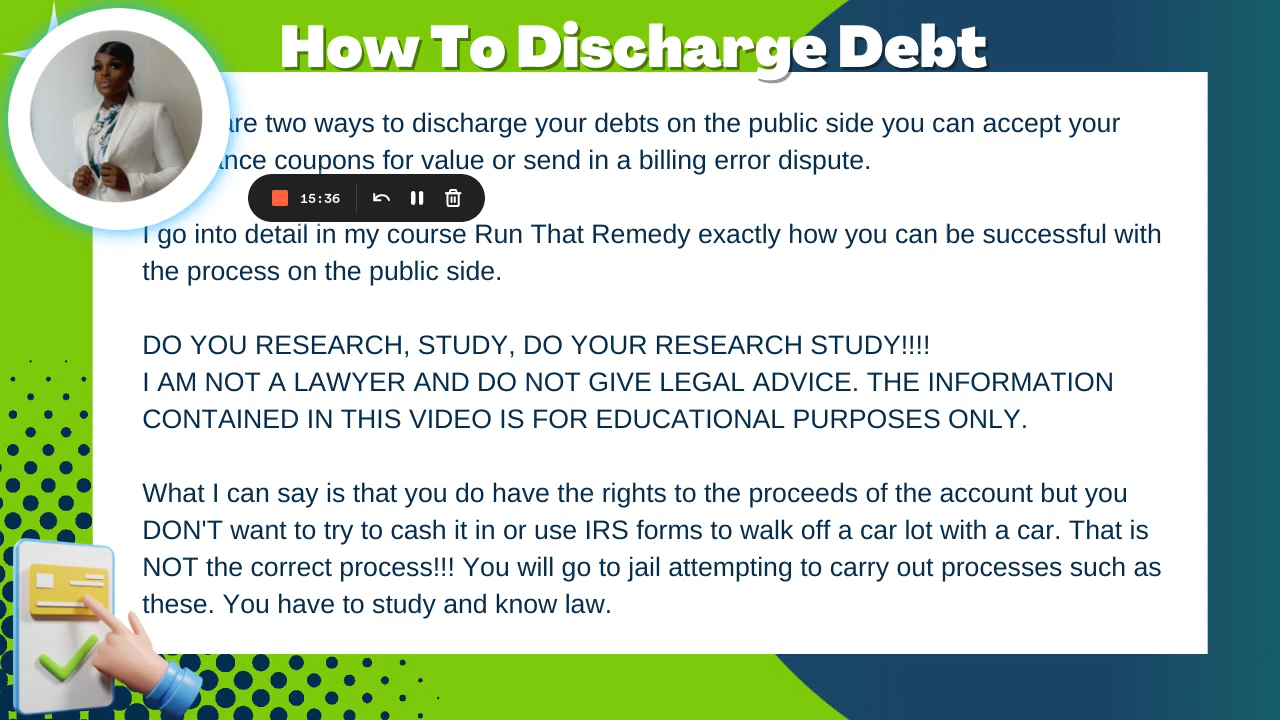 How To Discharge Debt
are two ways to discharge your debts on the public side you can accept your
coupons for value or send in a billing error dispute.
15:36
I go into detail in my course Run That Remedy exactly how you can be successful with
the process on the public side.
DO YOU RESEARCH, STUDY, DO YOUR RESEARCH STUDY!!!!
I AM NOT A LAWYER AND DO NOT GIVE LEGAL ADVICE. THE INFORMATION
CONTAINED IN THIS VIDEO IS FOR EDUCATIONAL PURPOSES ONLY.
What I can say is that you do have the rights to the proceeds of the account but you
DON'T want to try to cash it in or use IRS forms to walk off a car lot with a car. That is
NOT the correct process!!! You will go to jail attempting to carry out processes such as
these. You have to study and know law.